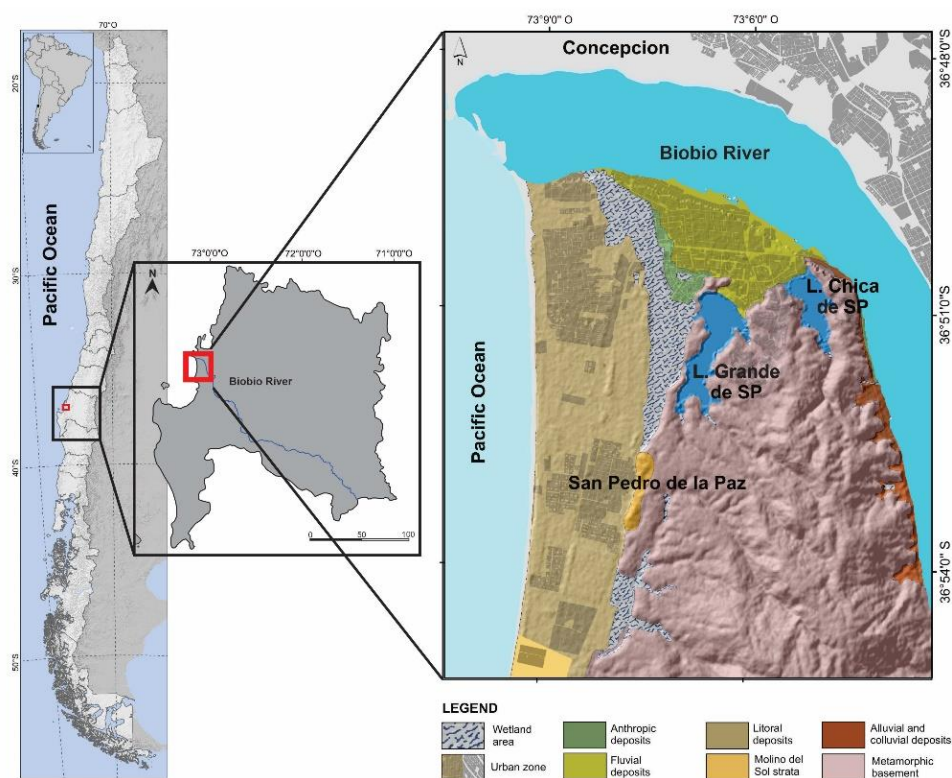 70°O
20°S
30°S
40°S
50°S
Pacific Ocean
N
73°0'0"O
72°0'0"O
71°0'0"O
Biobio River
0
50
100
73°9'0" O
73°6'0" O
36°48'0" S
36°51'0" S
36°54'0" S
N
Concepcion
Biobio River
L. Chica
de SP
L. Grande
de SP
Pacific Ocean
San Pedro de la Paz
LEGEND
Wetland
area
Anthropic
deposits
Litoral
deposits
Alluvial and
colluvial deposits
Urban zone
Fluvial
deposits
Molino del
Sol strata
Metamorphic
basement